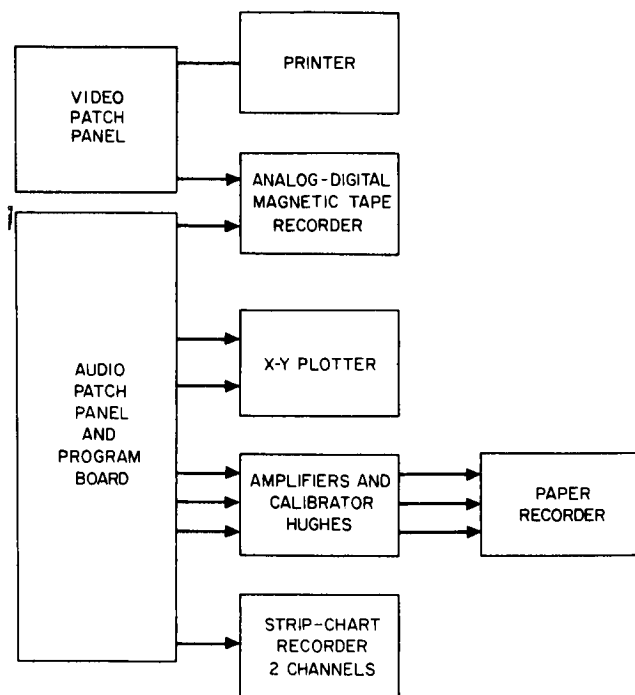 VIDEO
PATCH
PANEL
PRINTER
ANALOG-DIGITAL
MAGNETIC TAPE
RECORDER
AUDIO
PATCH
PANEL
AND
PROGRAM
BOARD
X-Y PLOTTER
AMPLIFIERS AND
CALIBRATOR
HUGHES
PAPER
RECORDER
STRIP-CHART
RECORDER
2 CHANNELS